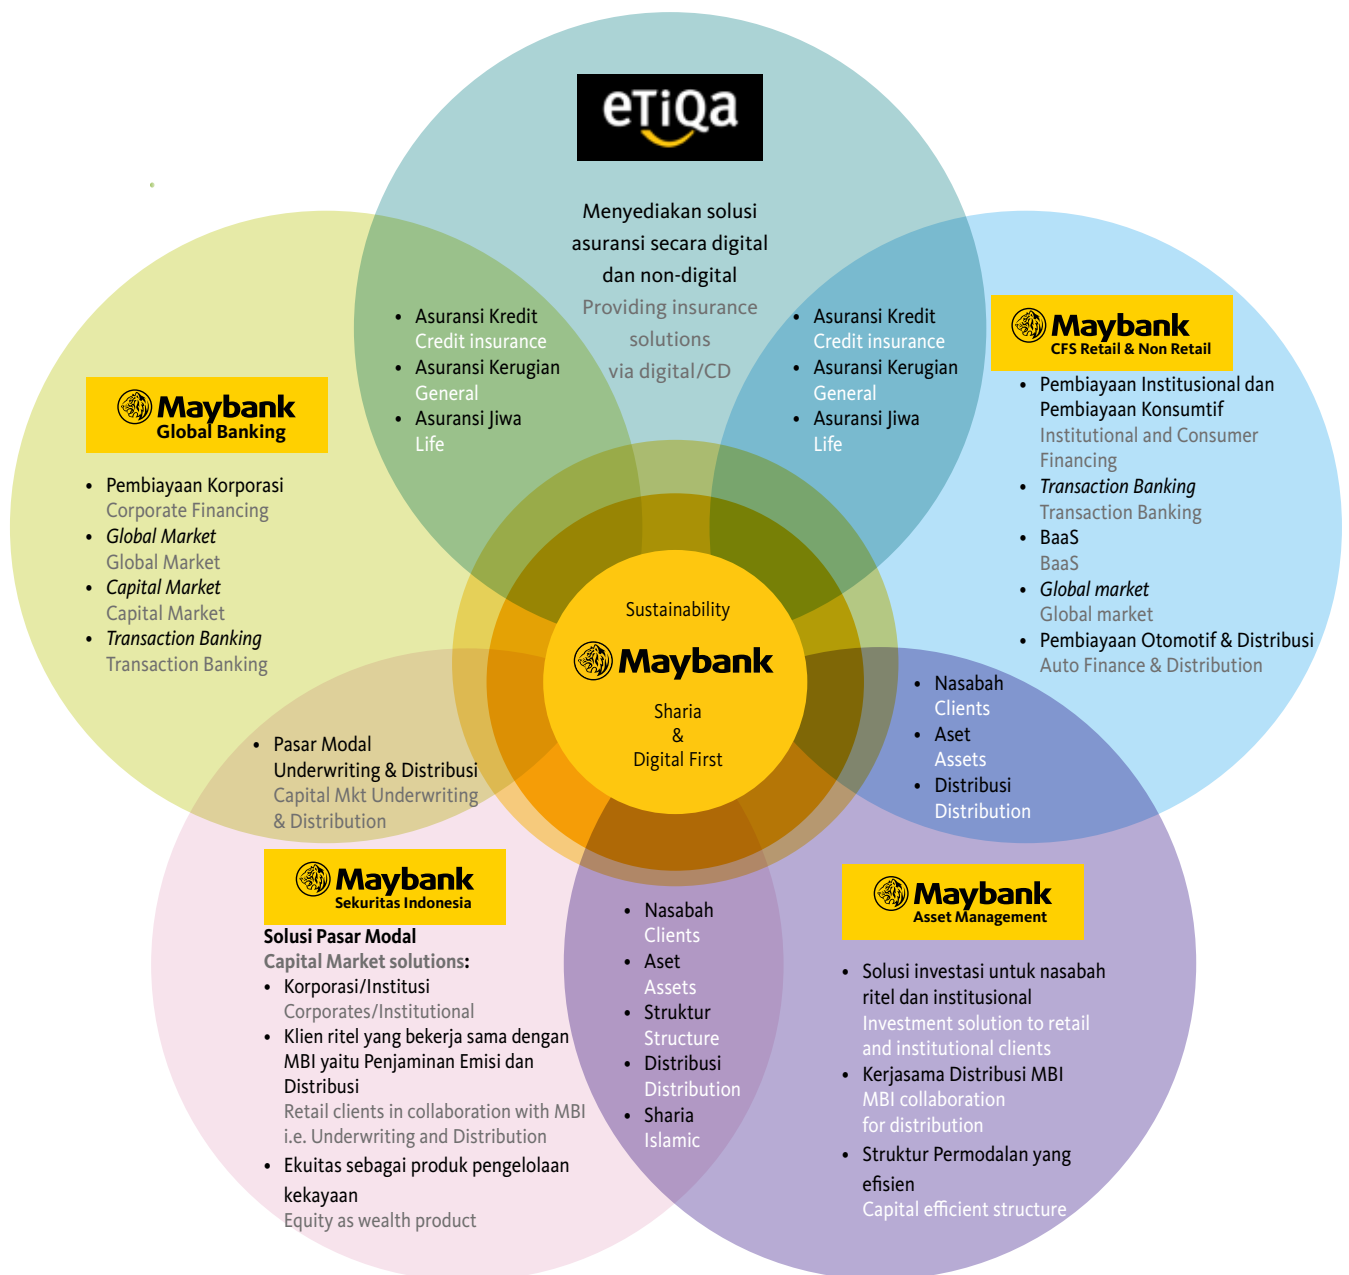 eTiQa
Menyediakan solusi
asuransi secara digital
dan non-digital
Providing insurance
solutions
via digital/CD
• Asuransi Kredit
Credit insurance
• Asuransi Kerugian
General
• Asuransi Jiwa
Life
• Asuransi Kredit
Credit insurance
• Asuransi Kerugian
General
• Asuransi Jiwa
Life
Maybank
Global Banking
• Pembiayaan Korporasi
Corporate Financing
• Global Market
Global Market
• Capital Market
Capital Market
• Transaction Banking
Transaction Banking
Maybank
CFS Retail & Non Retail
• Pembiayaan Institusional dan
Pembiayaan Konsumtif
Institutional and Consumer
Financing
• Transaction Banking
Transaction Banking
• BaaS
BaaS
• Global market
Global market
• Pembiayaan Otomotif & Distribusi
Auto Finance & Distribution
Sustainability
Maybank
Sharia
&
Digital First
• Pasar Modal
Underwriting & Distribusi
Capital Mkt Underwriting
& Distribution
• Nasabah
Clients
• Aset
Assets
• Distribusi
Distribution
Maybank
Sekuritas Indonesia
Solusi Pasar Modal
Capital Market solutions:
• Korporasi/Institusi
Corporates/Institutional
• Klien ritel yang bekerja sama dengan
MBI yaitu Penjaminan Emisi dan
Distribusi
Retail clients in collaboration with MBI
i.e. Underwriting and Distribution
• Ekuitas sebagai produk pengelolaan
kekayaan
Equity as wealth product
• Nasabah
Clients
• Aset
Assets
• Struktur
Structure
• Distribusi
Distribution
• Sharia
Islamic
Maybank
Asset Management
• Solusi investasi untuk nasabah
ritel dan institusional
Investment solution to retail
and institutional clients
• Kerjasama Distribusi MBI
MBI collaboration
for distribution
• Struktur Permodalan yang
efisien
Capital efficient structure